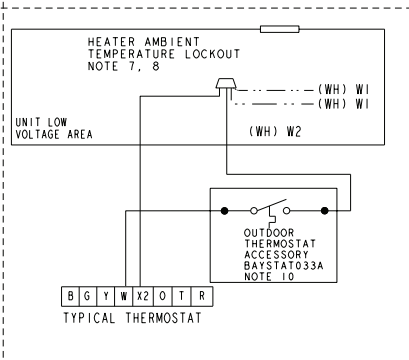 HEATER AMBIENT
TEMPERATURE LOCKOUT
NOTE 7, 8
(WH) W1
(WH) W1
UNIT LOW
VOLTAGE AREA
(WH) W2
OUTDOOR
THERMOSTAT
ACCESSORY
BAYSTAT033A
NOTE 10
B G Y W X2 O T R
TYPICAL THERMOSTAT